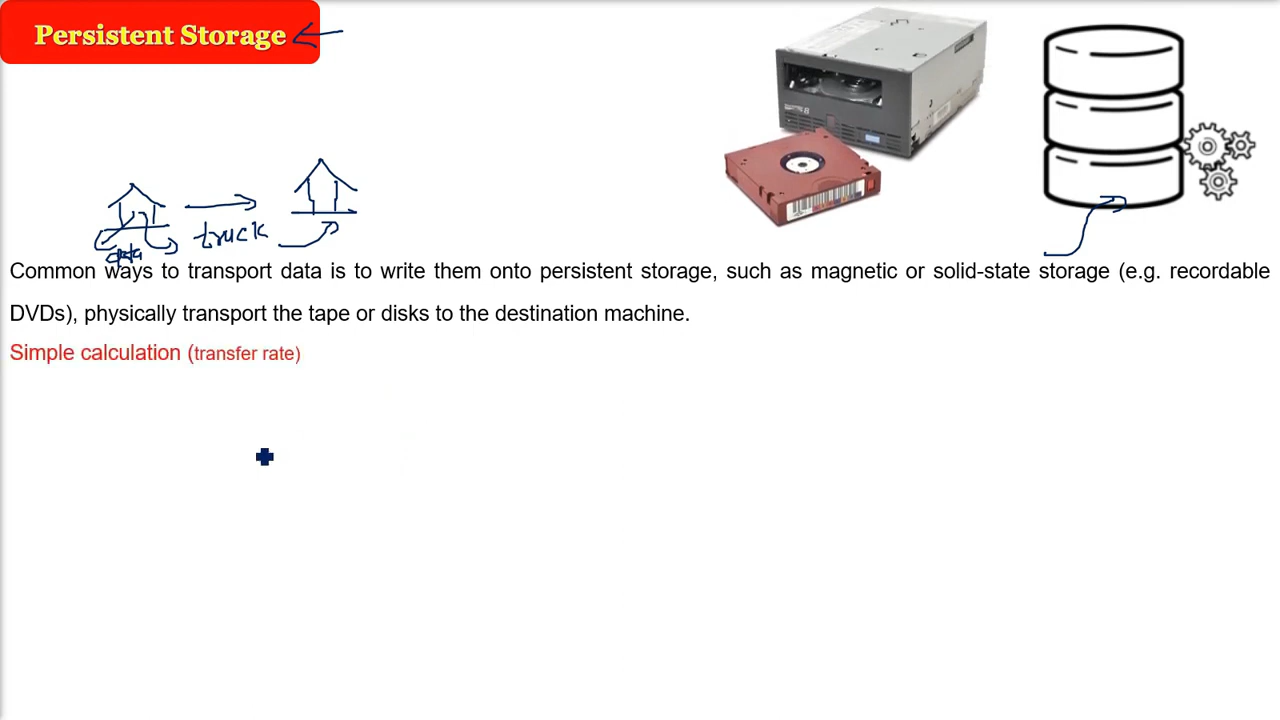 Persistent Storage
truck
data
Common ways to transport data is to write them onto persistent storage, such as magnetic or solid-state storage (e.g. recordable
DVDs), physically transport the tape or disks to the destination machine.
Simple calculation (transfer rate)